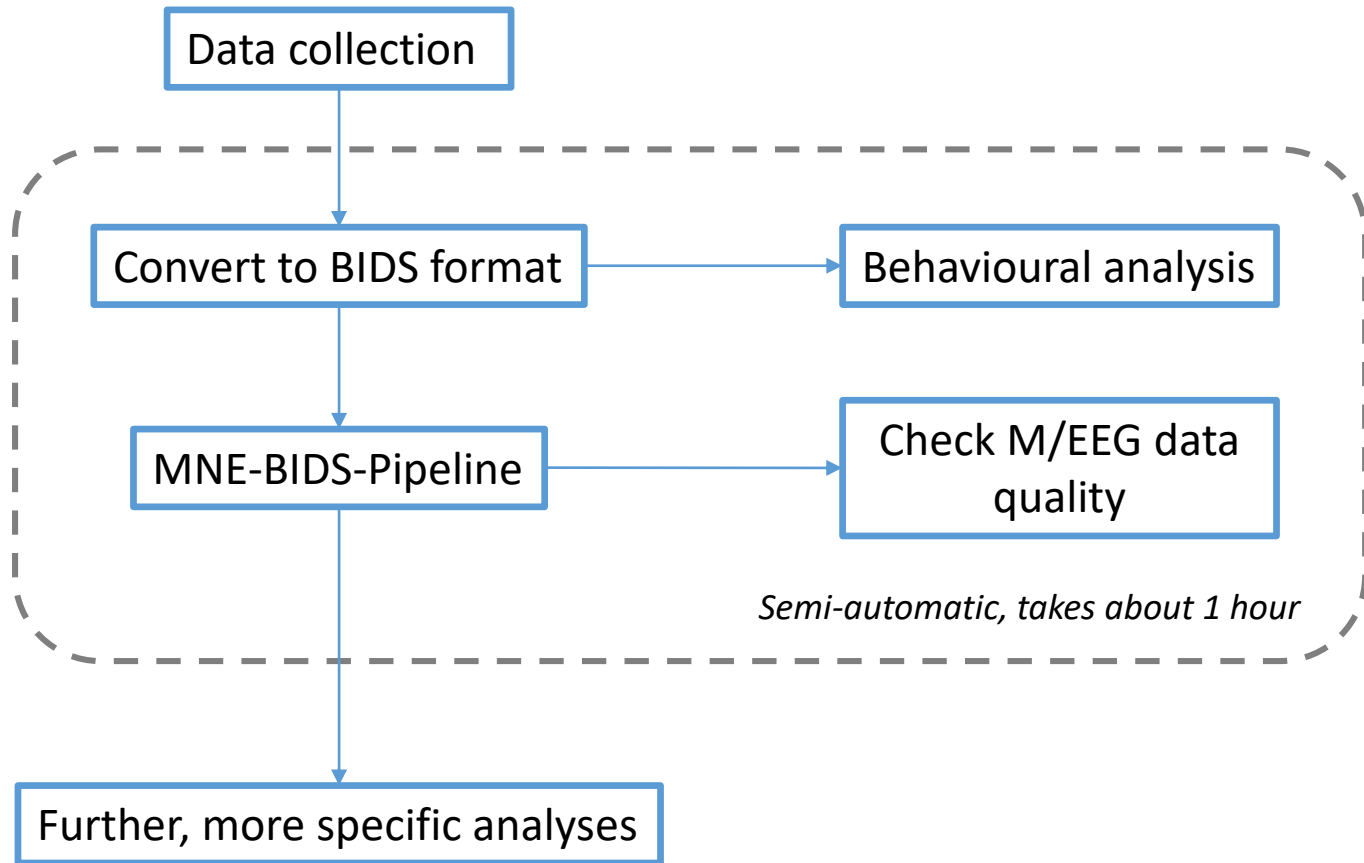 Data collection
Convert to BIDS format
Behavioural analysis
MNE-BIDS-Pipeline
Check M/EEG data
quality
Semi-automatic, takes about 1 hour
Further, more specific analyses